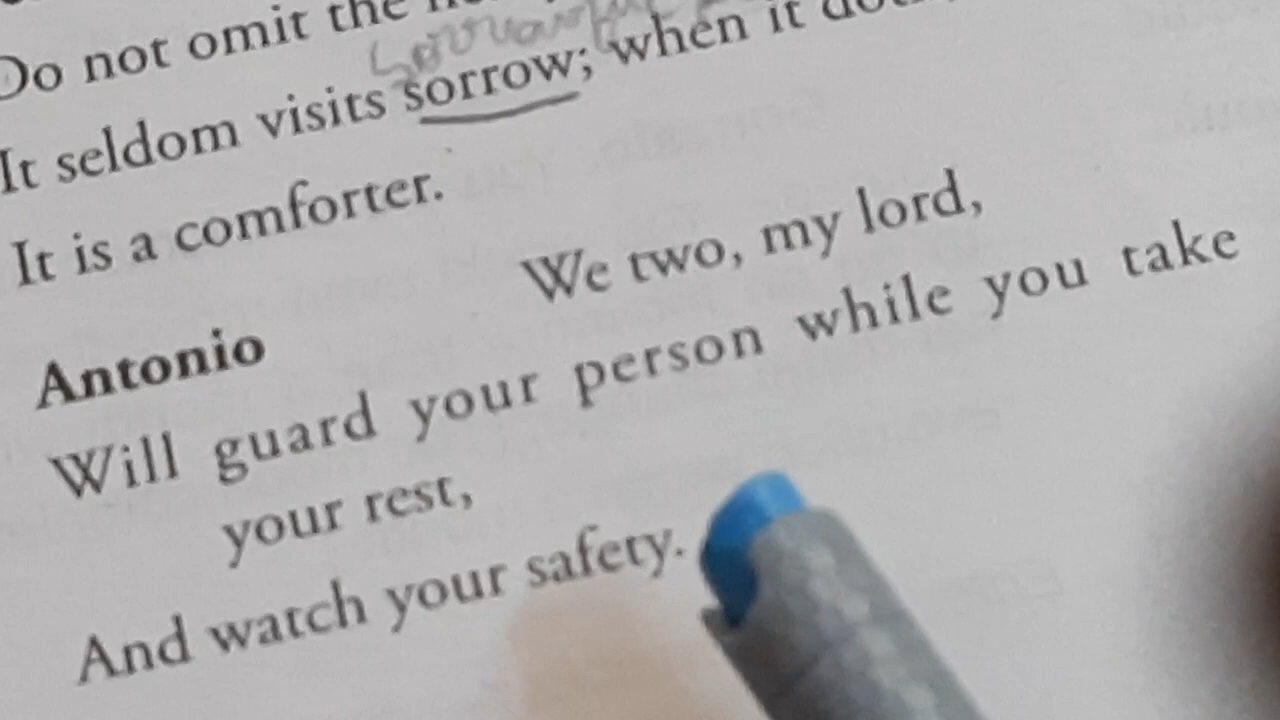 Do not omit the
It seldom visits sorrow; when it
It is a comforter.
We two, my lord,
Antonio
Will guard your person while you take
your rest,
And watch your safety.